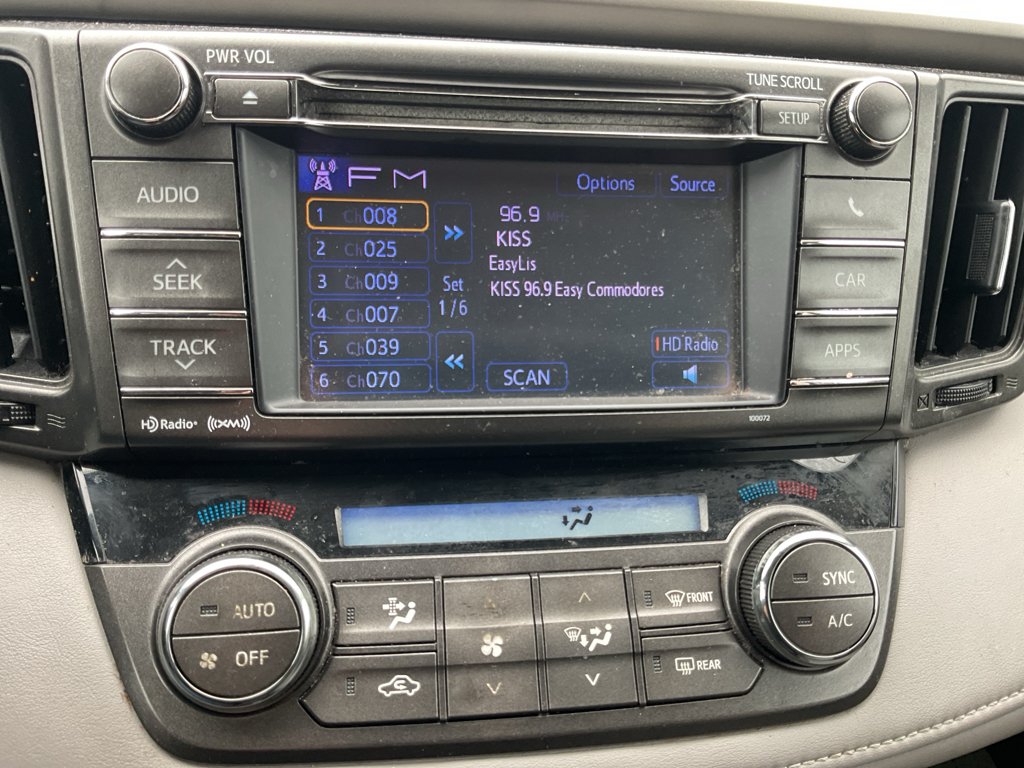 PWR VOL
TUNE SCROLL
SETUP
AUDIO
SEEK
TRACK
HD Radio
((XM))
FM
Options
Source
1 Ch008
2 Ch025
3 Ch009
4 Ch007
5 Ch039
6 Ch070
Set
1/6
96.9 MHz
KISS
EasyLis
KISS 96.9 Easy Commodores
HD Radio
SCAN
CAR
APPS
100072
AUTO
OFF
FRONT
REAR
SYNC
A/C